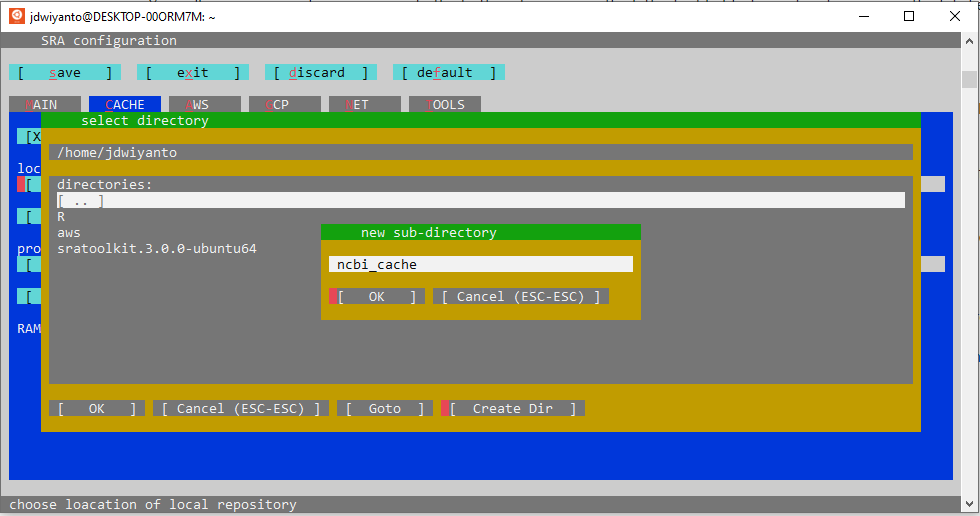 jdwiyanto@DESKTOP-00ORM7M: ~
SRA configuration
[ save ] [ exit ] [ discard ] [ default ]
MAIN CACHE AWS GCP NET TOOLS
select directory
[X
/home/jdwiyanto
loc
directories:
[
[ .. ]
[
R
aws
pro
sratoolkit.3.0.0-ubuntu64
[
new sub-directory
ncbi_cache
[
[ OK ] [ Cancel (ESC-ESC) ]
RAM
[ OK ] [ Cancel (ESC-ESC) ] [ Goto ] [ Create Dir ]
choose loacation of local repository